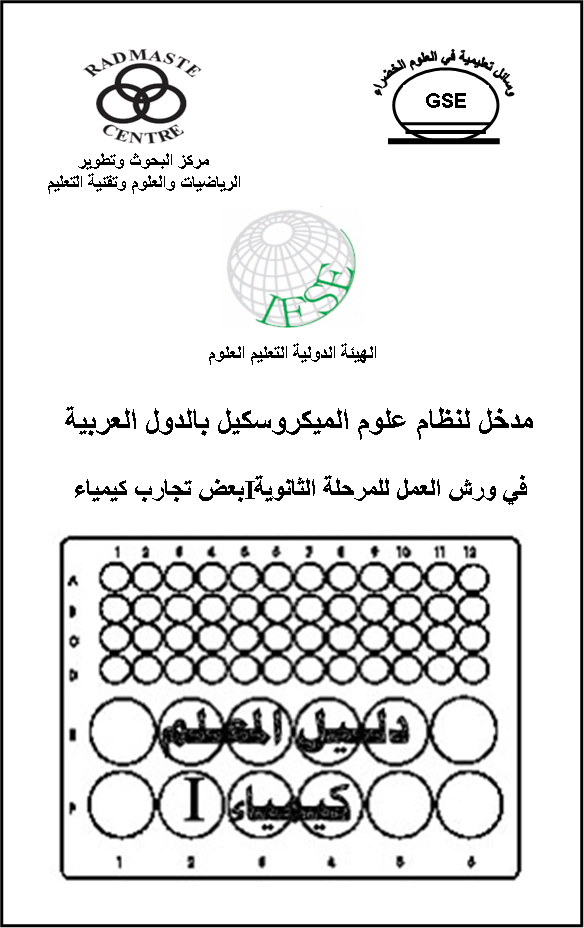 RADMASTE
CENTRE
مركز البحوث وتطوير
الرياضيات والعلوم وتقنية التعليم
وسائل تعليمية في العلوم الخضراء
GSE
IFSE
الهيئة الدولية التعليم العلوم
مدخل لنظام علوم الميكروسكيل بالدول العربية
في ورش العمل للمرحلة الثانويةIبعض تجارب كيمياء
1 2 3 4 5 6 7 8 9 10 11 12
A
B
C
D
E دليل المعلم
F كيمياء I
1 2 3 4 5 6